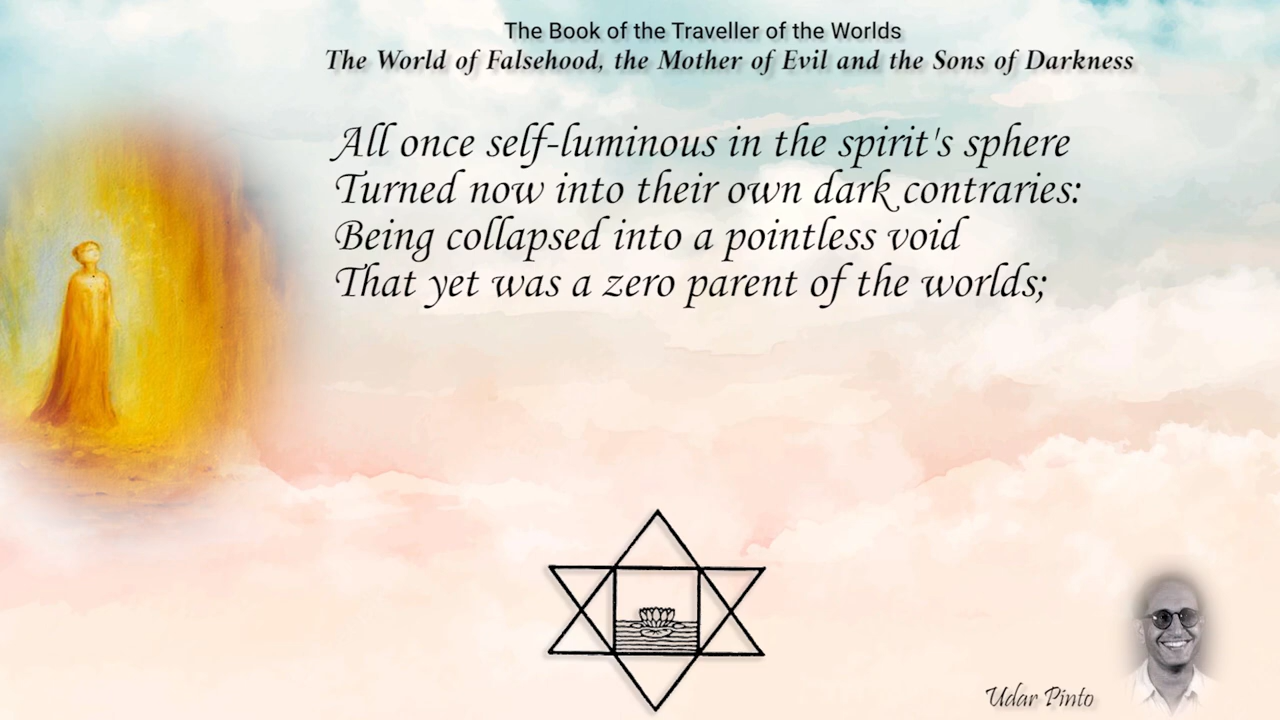 The Book of the Traveller of the Worlds
The World of Falsehood, the Mother of Evil and the Sons of Darkness
All once self-luminous in the spirit's sphere
Turned now into their own dark contraries:
Being collapsed into a pointless void
That yet was a zero parent of the worlds;
Udar Pinto